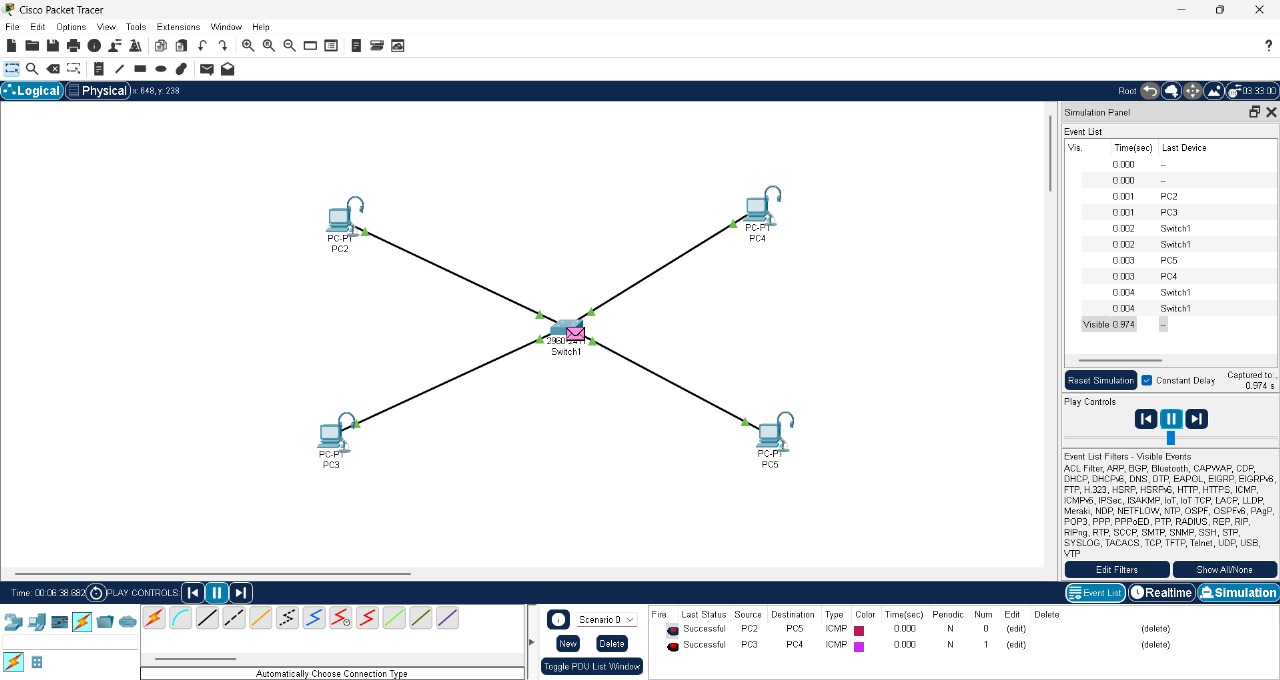 Cisco Packet Tracer
File Edit Options View Tools Extensions Window Help
?
Logical Physical x: 648, y: 238 Root 03:33:00
Simulation Panel
Event List
Vis. Time(sec) Last Device
0.000 --
0.000 --
0.001 PC2
0.001 PC3
0.002 Switch1
0.002 Switch1
0.003 PC5
0.003 PC4
0.004 Switch1
0.004 Switch1
Visible 0.974 --
Reset Simulation Constant Delay Captured to:
0.974 s
Play Controls
Event List Filters - Visible Events
ACL Filter, ARP, BGP, Bluetooth, CAPWAP, CDP,
DHCP, DHCPv6, DNS, DTP, EAPOL, EIGRP, EIGRPv6,
FTP, H.323, HSRP, HSRPv6, HTTP, HTTPS, ICMP,
ICMPv6, IPSec, ISAKMP, IoT, IoT TCP, LACP, LLDP,
Meraki, NDP, NETFLOW, NTP, OSPF, OSPFv6, PAgP,
POP3, PPP, PPPoED, PTP, RADIUS, REP, RIP,
RIPng, RTP, SCCP, SMTP, SNMP, SSH, STP,
SYSLOG, TACACS, TCP, TFTP, Telnet, UDP, USB,
VTP
Edit Filters Show All/None
PC-PT
PC2
PC-PT
PC4
Switch1
PC-PT
PC3
PC-PT
PC5
Time: 00:06:38.682 PLAY CONTROLS: Event List Realtime Simulation
Automatically Choose Connection Type
Scenario 0
New Delete
Toggle PDU List Window
Fire Last Status Source Destination Type Color Time(sec) Periodic Num Edit Delete
Successful PC2 PC5 ICMP 0.000 N 0 (edit) (delete)
Successful PC3 PC4 ICMP 0.000 N 1 (edit) (delete)